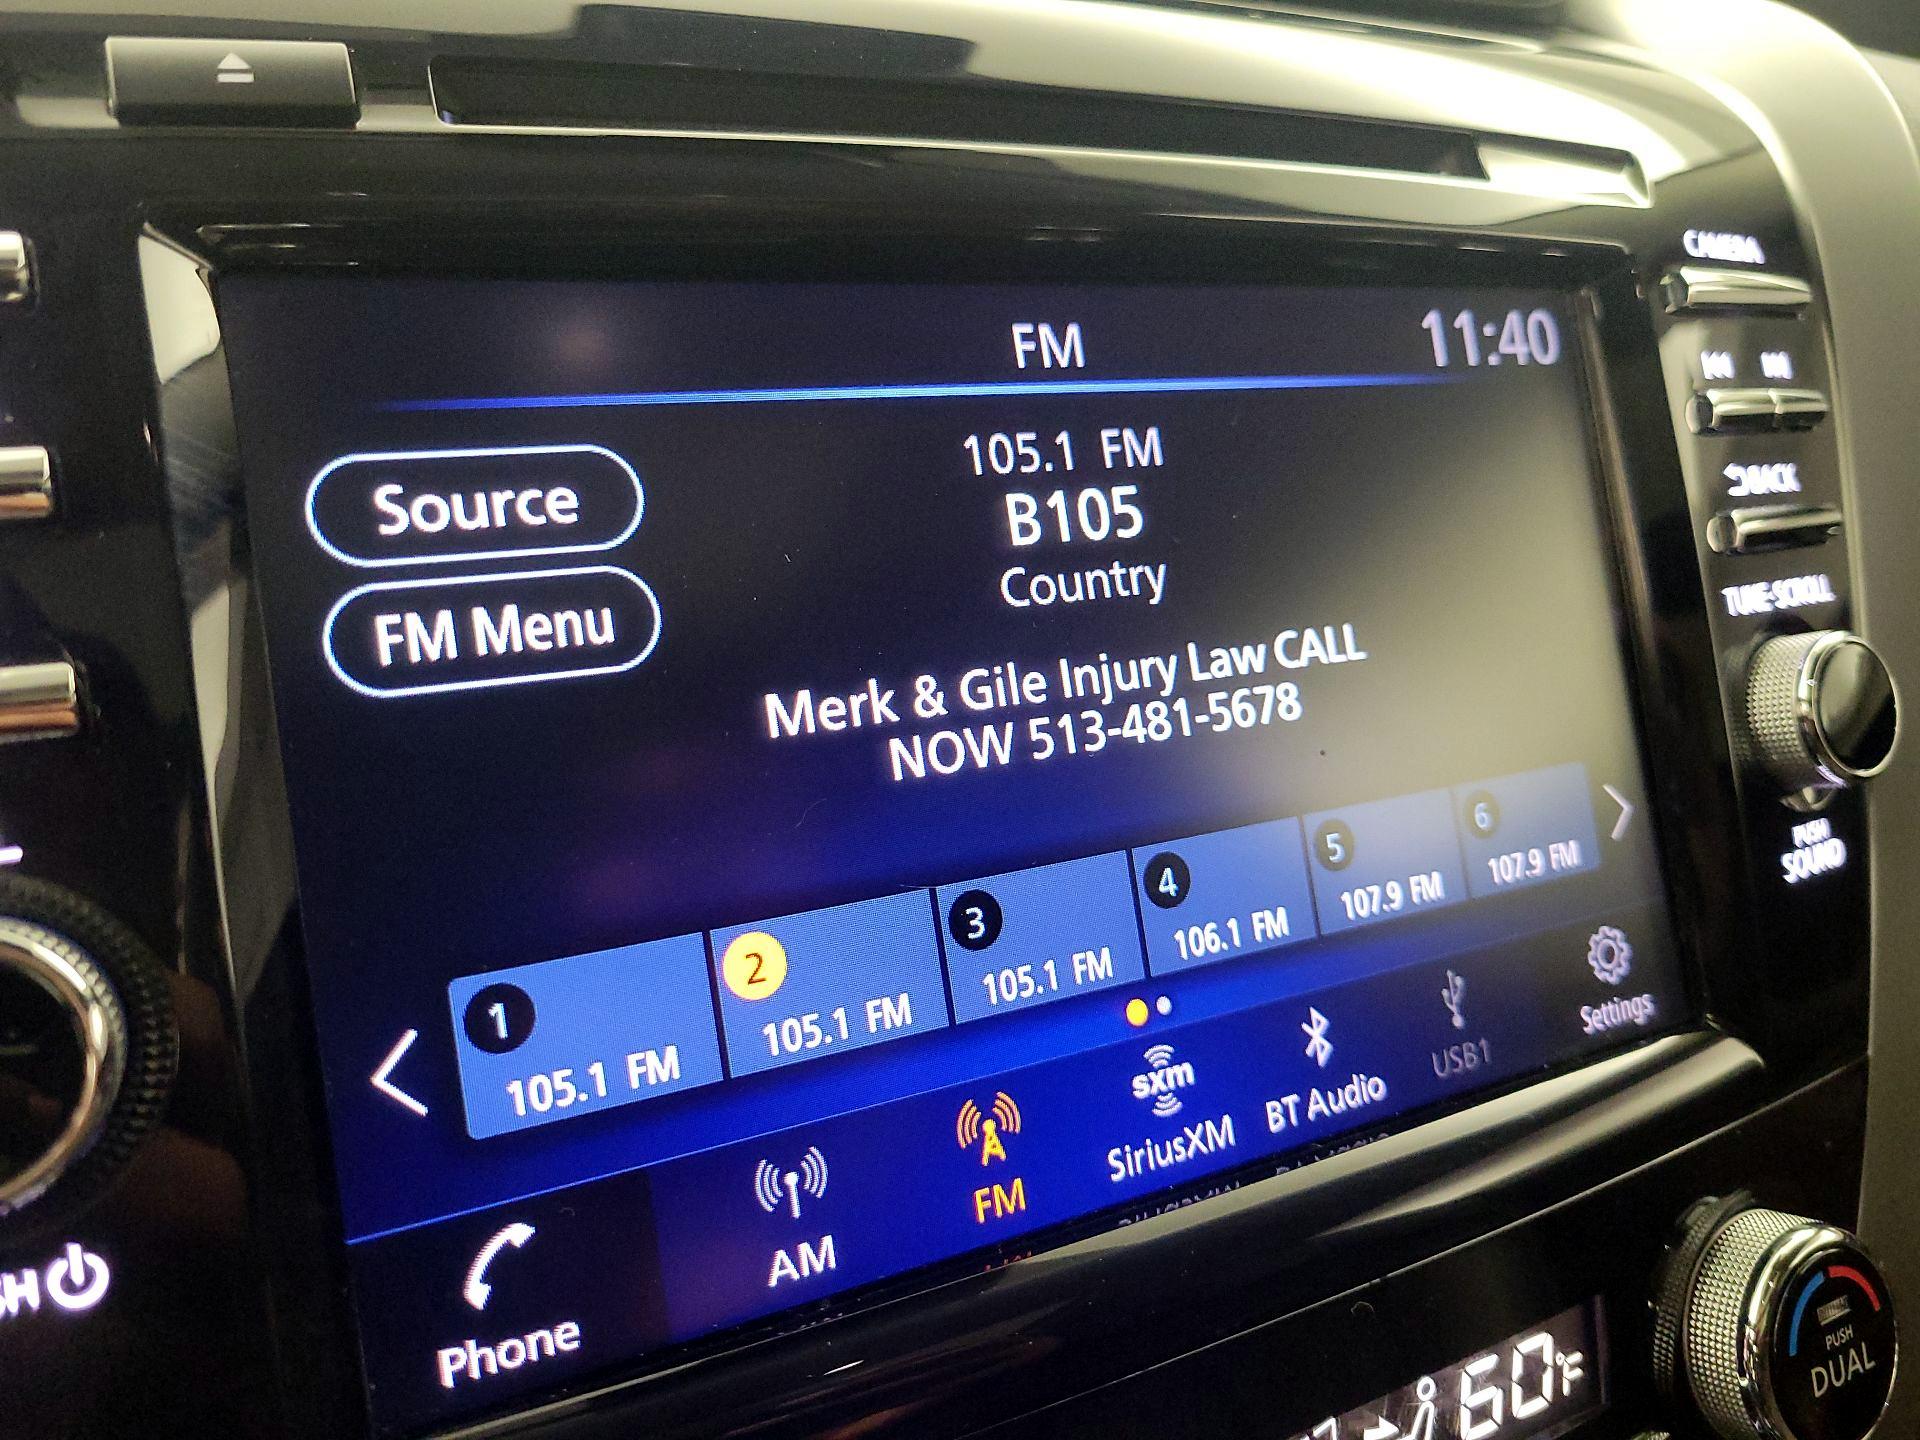 CAMERA
FM
11:40
105.1 FM
B105
Country
Source
FM Menu
Merk & Gile Injury Law CALL
NOW 513-481-5678
BACK
TUNE·SCROLL
PUSH
SOUND
1
105.1 FM
2
105.1 FM
3
105.1 FM
4
106.1 FM
5
107.9 FM
6
107.9 FM
Phone
AM
FM
sxm
SiriusXM
BT Audio
USB1
Settings
SH
60°F
PUSH
DUAL